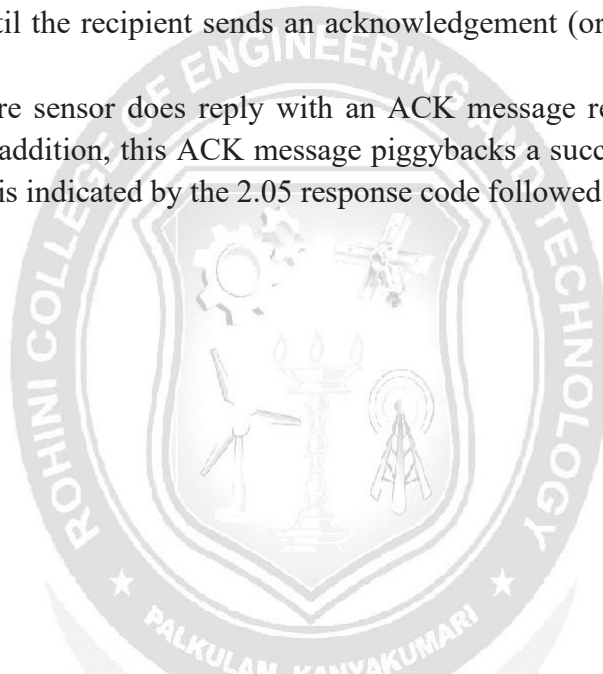 til the recipient sends an acknowledgement (or
re sensor does reply with an ACK message re
addition, this ACK message piggybacks a succ
is indicated by the 2.05 response code followed
ROHINI COLLEGE OF ENGINEERING AND TECHNOLOGY
PALKULAM, KANYAKUMARI